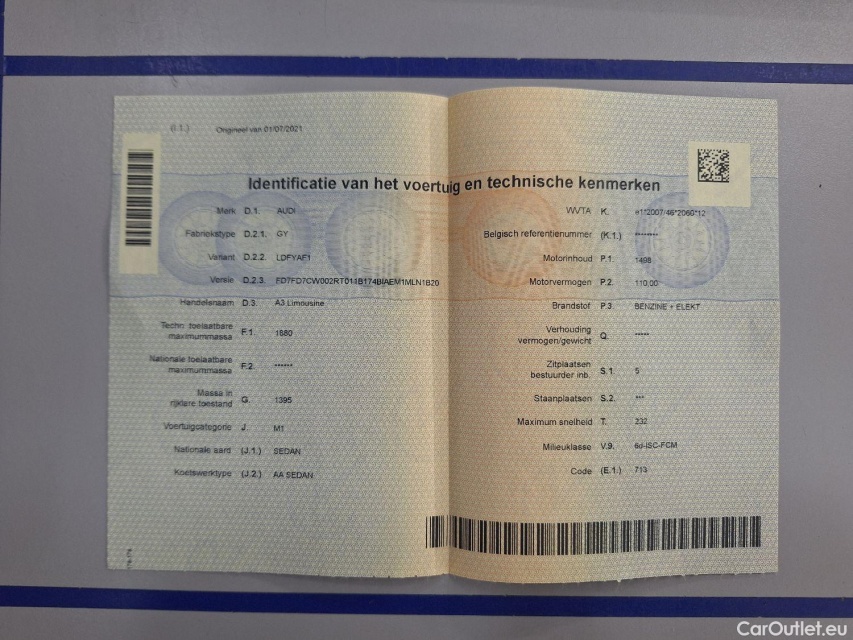 (I.1.) Origineel van 01/07/2021
Identificatie van het voertuig en technische kenmerken
Merk D.1. AUDI
Fabriekstype D.2.1. GY
Variant D.2.2. LDFYAF1
Versie D.2.3. FD7FD7CW002RT011B174BIAEM1MLN1B20
Handelsnaam D.3. A3 Limousine
Techn. toelaatbare
maximummassa F.1. 1880
Nationale toelaatbare
maximummassa F.2. ******
Massa in
rijklare toestand G. 1395
Voertuigcategorie J. M1
Nationale aard (J.1.) SEDAN
Koetswerktype (J.2.) AA SEDAN
WVTA K. e1*2007/46*2060*12
Belgisch referentienummer (K.1.) ********
Motorinhoud P.1. 1498
Motorvermogen P.2. 110,00
Brandstof P.3. BENZINE + ELEKT
Verhouding
vermogen/gewicht Q. *****
Zitplaatsen
bestuurder inb. S.1. 5
Staanplaatsen S.2. ***
Maximum snelheid T. 232
Milieuklasse V.9. 6d-ISC-FCM
Code (E.1.) 713
CarOutlet.eu